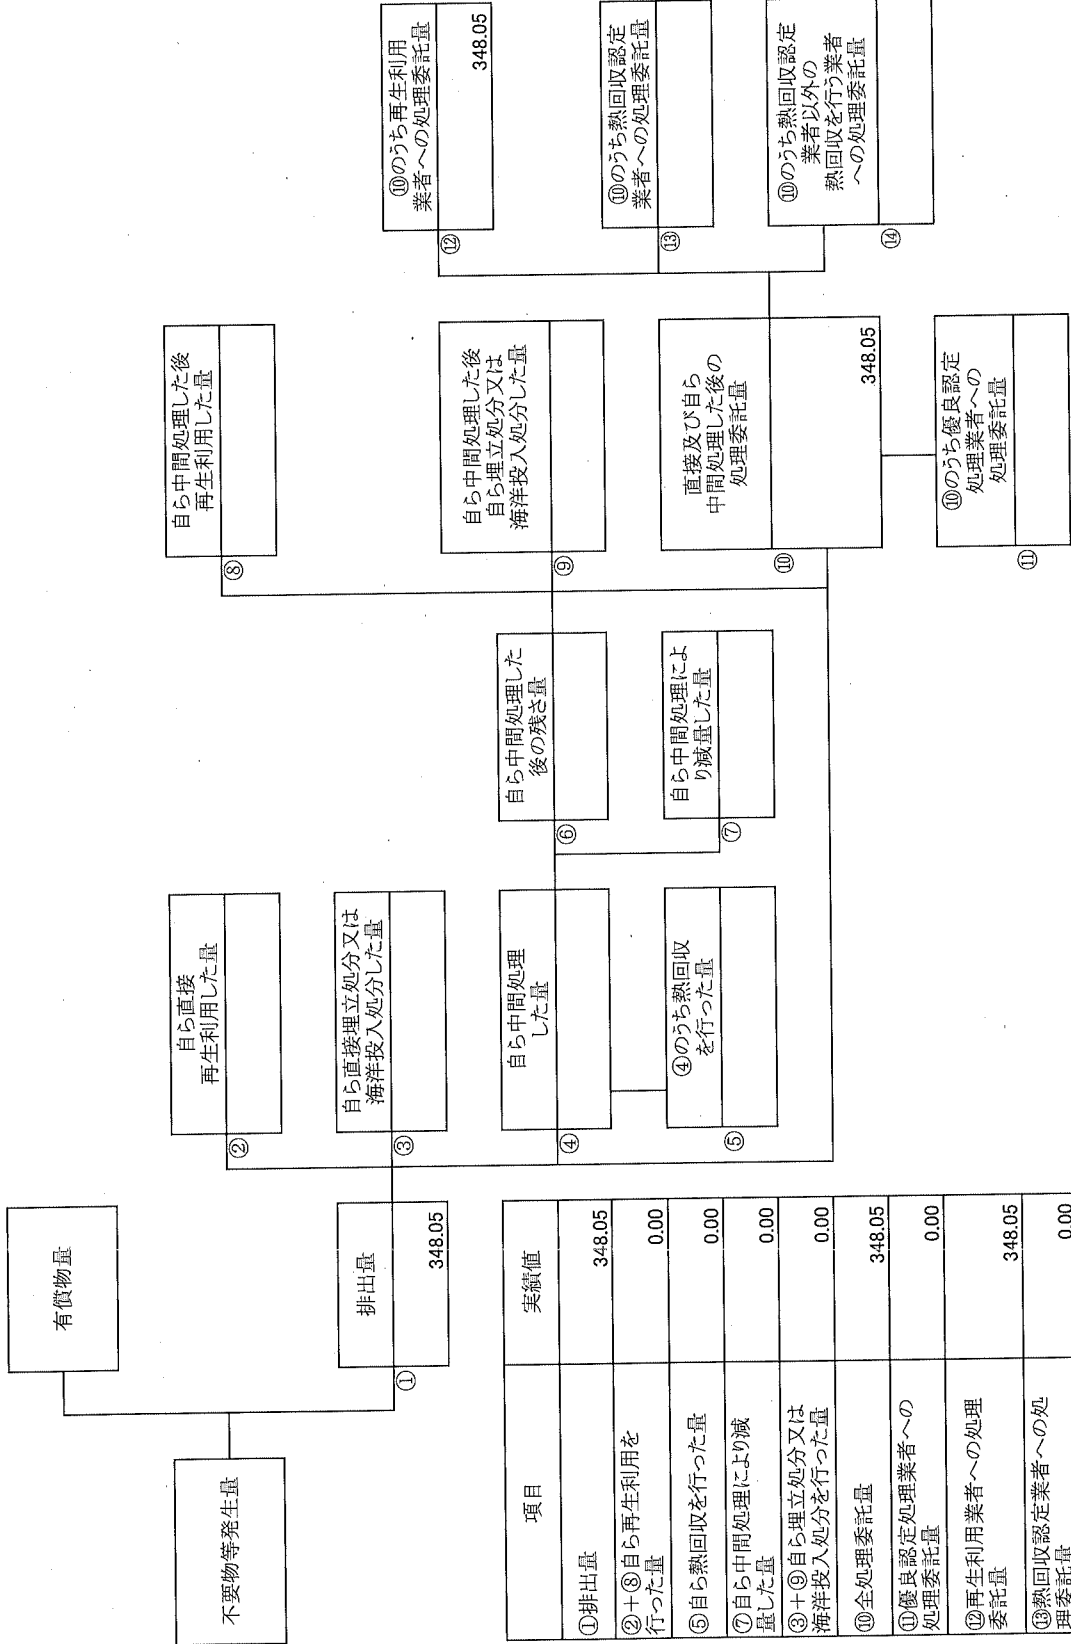 不要物等発生量
有償物量
①
排出量
348.05
②
自ら直接
再生利用した量
③
自ら直接埋立処分又は
海洋投入処分した量
④
自ら中間処理
した量
⑤
④のうち熱回収
を行った量
⑥
自ら中間処理した
後の残さ量
⑦
自ら中間処理によ
り減量した量
⑧
自ら中間処理した後
再生利用した量
⑨
自ら中間処理した後
自ら埋立処分又は
海洋投入処分した量
⑩
直接及び自ら
中間処理した後の
処理委託量
348.05
⑪
⑩のうち優良認定
処理業者への
処理委託量
⑫
⑩のうち再生利用
業者への処理委託量
348.05
⑬
⑩のうち熱回収認定
業者への処理委託量
⑭
⑩のうち熱回収認定
業者以外の
熱回収を行う業者
への処理委託量
項目 実績値
①排出量 348.05
②+⑧自ら再生利用を
行った量 0.00
⑤自ら熱回収を行った量 0.00
⑦自ら中間処理により減
量した量 0.00
③+⑨自ら埋立処分又は
海洋投入処分を行った量 0.00
⑩全処理委託量 348.05
⑪優良認定処理業者への
処理委託量 0.00
⑫再生利用業者への処理
委託量 348.05
⑬熱回収認定業者への処
理委託量 0.00